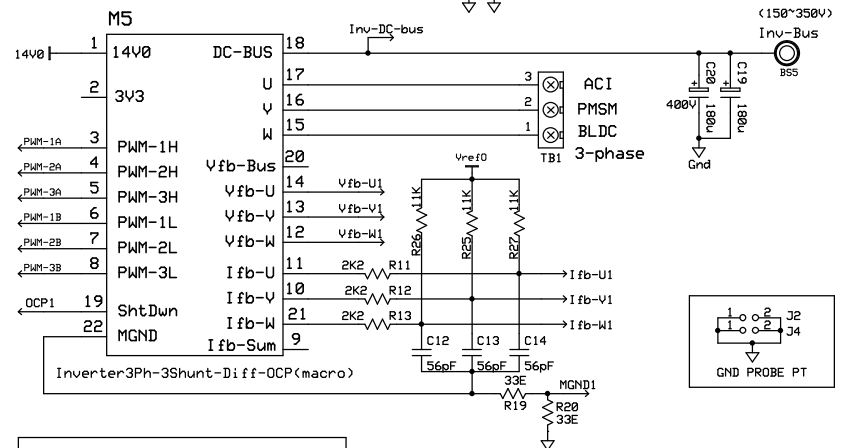 M5
(150~350V)
Inv-DC-bus
Inv-Bus
14V0
1
14V0
DC-BUS
18
BS5
2
3V3
U
17
3
ACI
C20
C19
+
+
400V
180u
180u
V
16
2
PMSM
W
15
1
BLDC
TB1
3-phase
Gnd
PWM-1A
3
PWM-1H
Vfb-Bus
20
Vref0
PWM-2A
4
PWM-2H
Vfb-U
14
Vfb-U1
PWM-3A
5
PWM-3H
Vfb-V
13
Vfb-V1
PWM-1B
6
PWM-1L
Vfb-W
12
Vfb-W1
11K
11K
11K
R26
R25
R27
PWM-2B
7
PWM-2L
PWM-3B
8
PWM-3L
Ifb-U
11
2K2
R11
Ifb-U1
Ifb-V
10
2K2
R12
Ifb-V1
OCP1
19
ShtDwn
Ifb-W
21
2K2
R13
Ifb-W1
22
MGND
Ifb-Sum
9
C12
C13
C14
56pF
56pF
56pF
1
2
J2
1
2
J4
GND PROBE PT
Inverter3Ph-3Shunt-Diff-OCP(macro)
33E
R19
MGND1
R20
33E